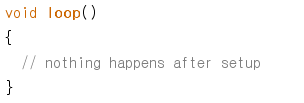 void loop()
{
  // nothing happens after setup
}